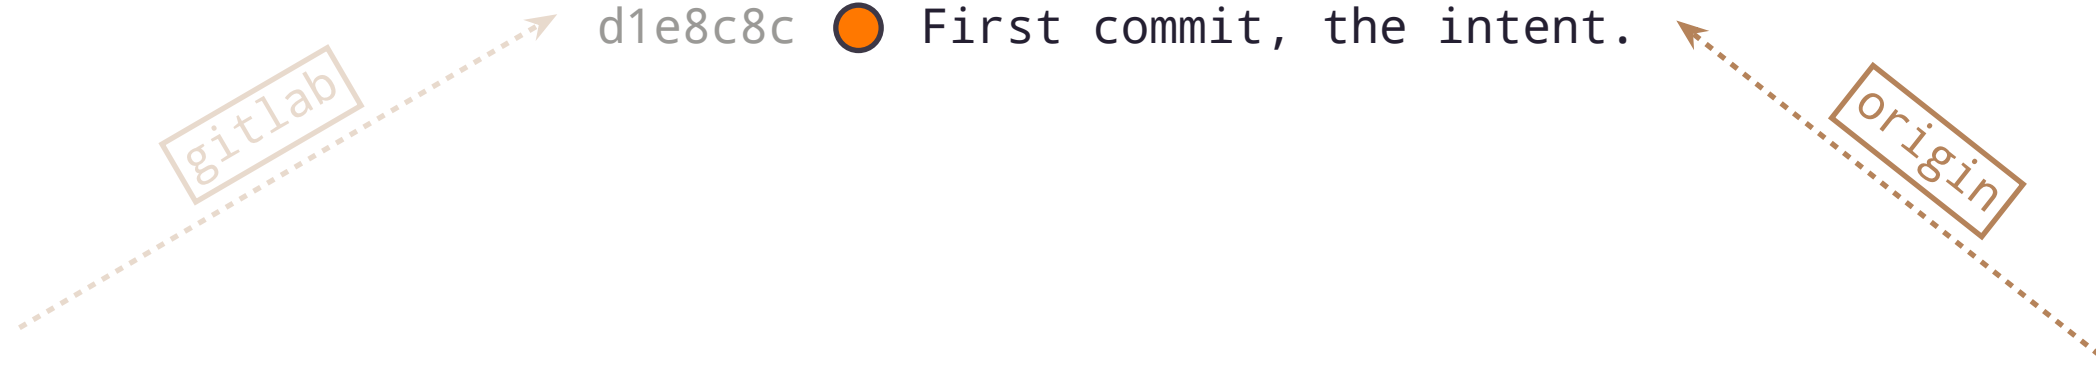 d1e8c8c First commit, the intent.
gitlab
origin